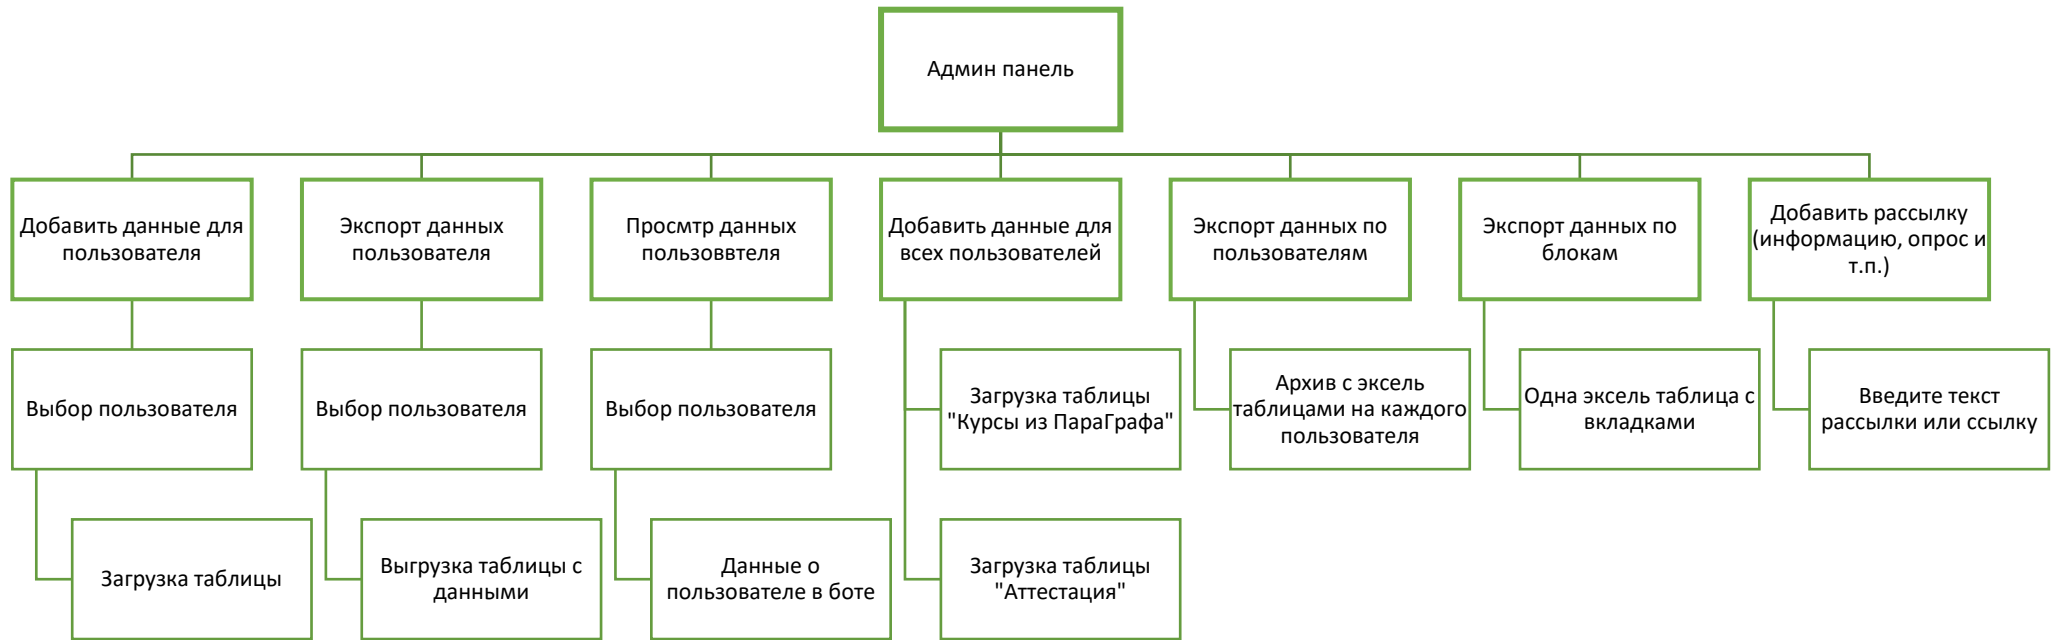 Админ панель
Добавить данные для
пользователя
Экспорт данных
пользователя
Просмтр данных
пользоввтеля
Добавить данные для
всех пользователей
Экспорт данных по
пользователям
Экспорт данных по
блокам
Добавить рассылку
(информацию, опрос и
т.п.)
Выбор пользователя
Выбор пользователя
Выбор пользователя
Загрузка таблицы
"Курсы из ПараГрафа"
Архив с эксель
таблицами на каждого
пользователя
Одна эксель таблица с
вкладками
Введите текст
рассылки или ссылку
Загрузка таблицы
Выгрузка таблицы с
данными
Данные о
пользователе в боте
Загрузка таблицы
"Аттестация"